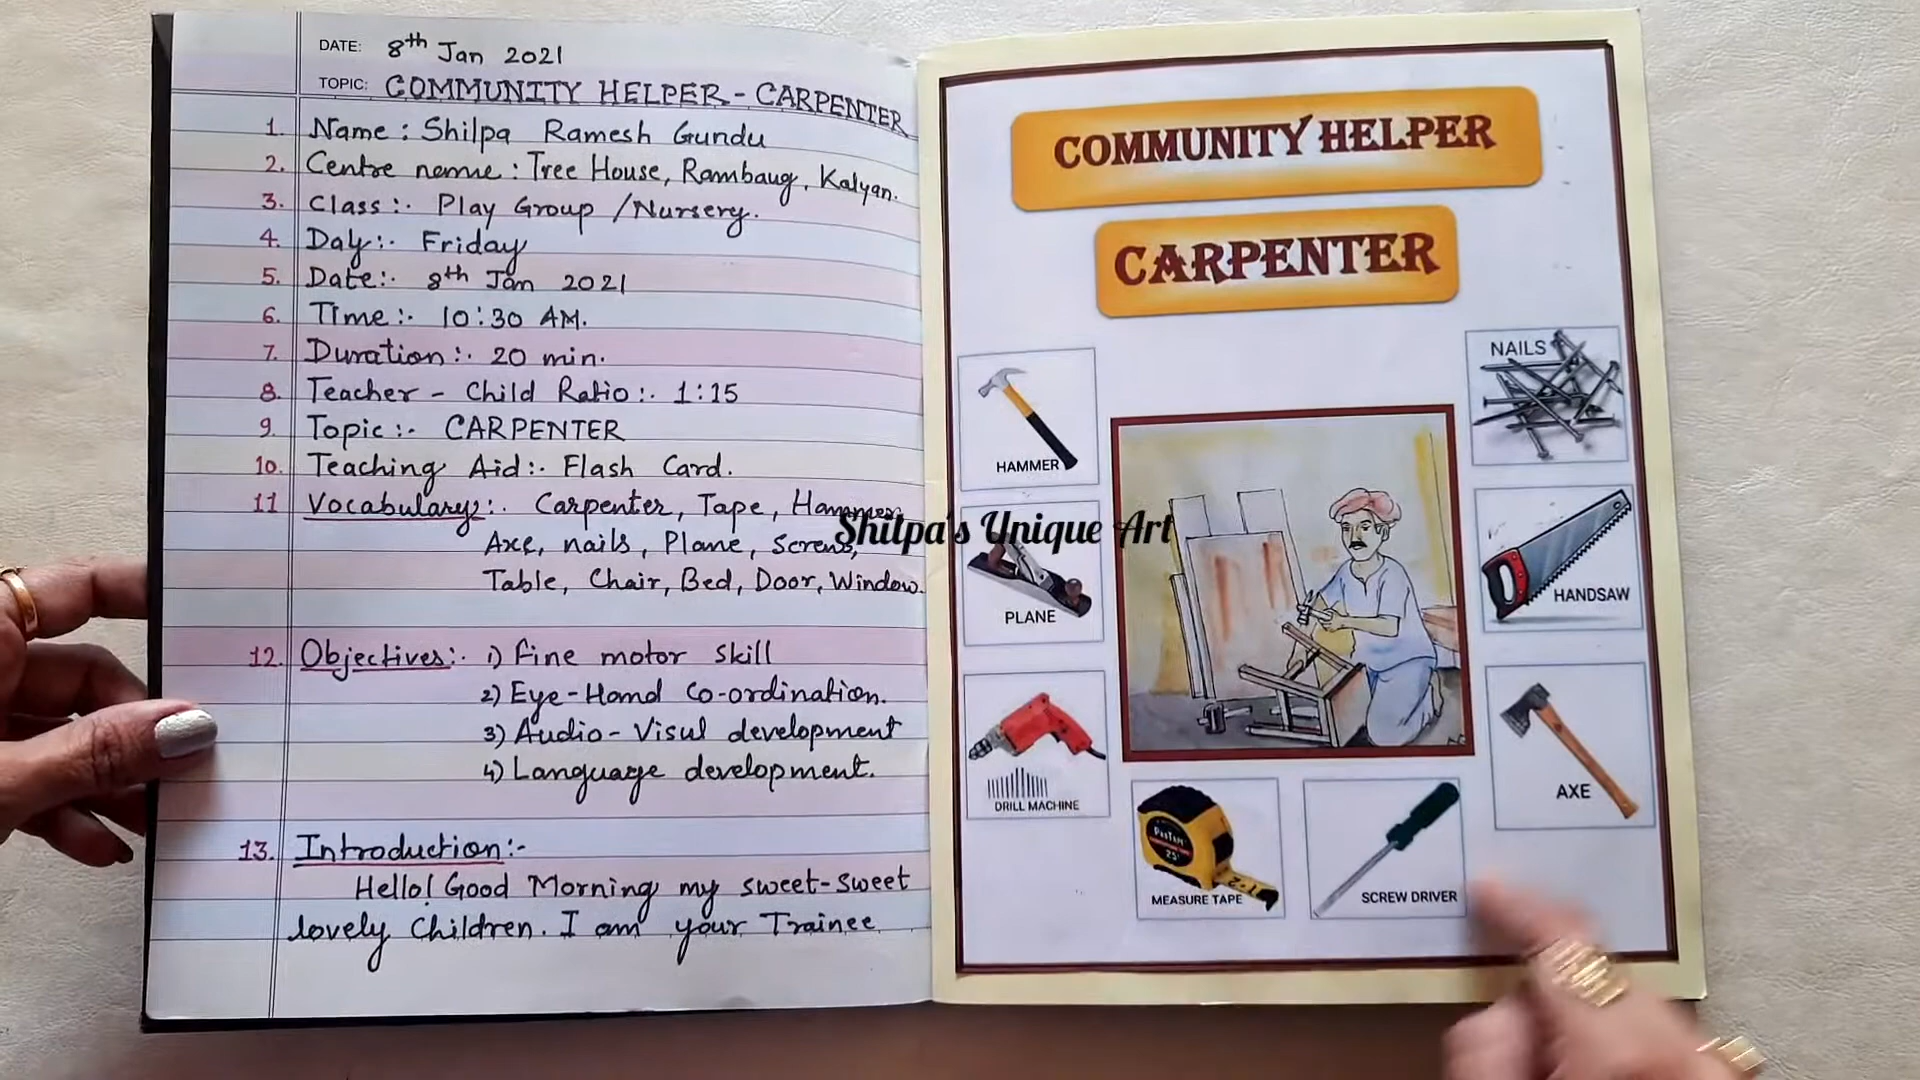 DATE: 8th Jan 2021
TOPIC: COMMUNITY HELPER - CARPENTER
1. Name : Shilpa Ramesh Gundu
2. Centre name : Tree House, Rambaug, Kalyan.
3. Class :- Play Group / Nursery.
4. Day :- Friday
5. Date :- 8th Jan 2021
6. Time :- 10:30 AM.
7. Duration :- 20 min.
8. Teacher - Child Ratio :- 1:15
9. Topic :- CARPENTER
10. Teaching Aid :- Flash Card.
11 Vocabulary :- Carpenter, Tape, Hammer,
Axe, nails, Plane, Screws,
Table, Chair, Bed, Door, Window.
12. Objectives :- 1) Fine motor skill
2) Eye-Hand Co-ordination.
3) Audio-Visul development
4) Language development.
13. Introduction :-
Hello! Good Morning my sweet-sweet
lovely Children. I am your Trainee
COMMUNITY HELPER
CARPENTER
HAMMER
NAILS
PLANE
HANDSAW
DRILL MACHINE
AXE
MEASURE TAPE
SCREW DRIVER
Shilpa's Unique Art